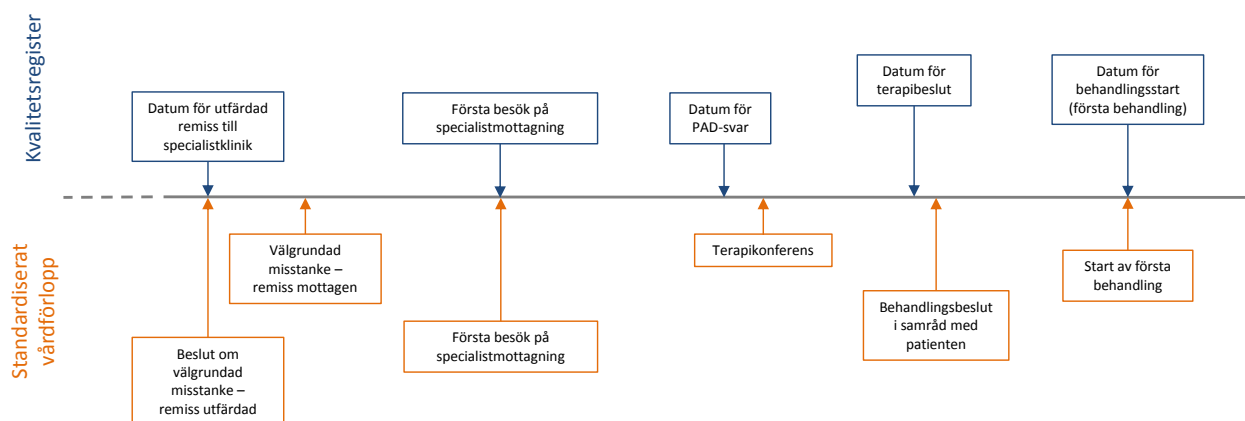 Kvalitetsregister
Datum för utfärdad
remiss till
specialistklinik
Första besök på
specialistmottagning
Datum för
PAD-svar
Datum för
terapibeslut
Datum för
behandlingsstart
(första behandling)
Standardiserat
vårdförlopp
Beslut om
välgrundad
misstanke –
remiss utfärdad
Välgrundad
misstanke –
remiss mottagen
Första besök på
specialistmottagning
Terapikonferens
Behandlingsbeslut
i samråd med
patienten
Start av första
behandling